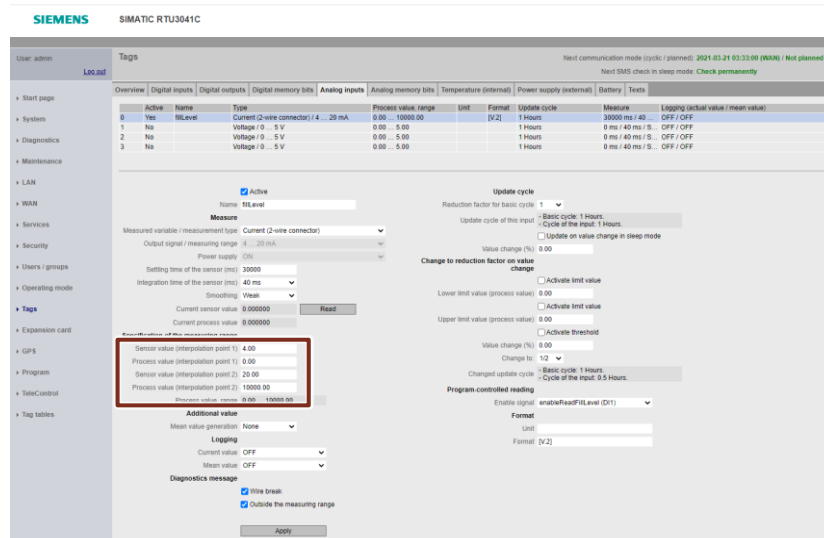 SIEMENS SIMATIC RTU3041C
User: admin
Log out
Tags
Next communication mode (cyclic / planned): 2021-03-21 03:33:00 (WAN) / Not planned
Next SMS check in sleep mode: Check permanently
Start page
System
Diagnostics
Maintenance
LAN
WAN
Services
Security
Users / groups
Operating mode
Tags
Expansion card
GPS
Program
TeleControl
Tag tables
Overview Digital inputs Digital outputs Digital memory bits Analog inputs Analog memory bits Temperature (internal) Power supply (external) Battery Texts
Active Name Type Process value, range Unit Format Update cycle Measure Logging (actual value / mean value)
0 Yes fillLevel Current (2-wire connector) / 4 ... 20 mA 0.00 ... 10000.00 [V.2] 1 Hours 30000 ms / 40 ... OFF / OFF
1 No Voltage / 0 ... 5 V 0.00 ... 5.00 1 Hours 0 ms / 40 ms / S... OFF / OFF
2 No Voltage / 0 ... 5 V 0.00 ... 5.00 1 Hours 0 ms / 40 ms / S... OFF / OFF
3 No Voltage / 0 ... 5 V 0.00 ... 5.00 1 Hours 0 ms / 40 ms / S... OFF / OFF
Active
Name fillLevel
Measure
Measured variable / measurement type Current (2-wire connector)
Output signal / measuring range 4 ... 20 mA
Power supply ON
Settling time of the sensor (ms) 30000
Integration time of the sensor (ms) 40 ms
Smoothing Weak
Current sensor value 0.000000 Read
Current process value 0.000000
Specification of the measuring range
Sensor value (interpolation point 1) 4.00
Process value (interpolation point 1) 0.00
Sensor value (interpolation point 2) 20.00
Process value (interpolation point 2) 10000.00
Process value, range 0.00 ... 10000.00
Additional value
Mean value generation None
Logging
Current value OFF
Mean value OFF
Diagnostics message
Wire break
Outside the measuring range
Apply
Update cycle
Reduction factor for basic cycle 1
Update cycle of this input - Basic cycle: 1 Hours.
- Cycle of the input: 1 Hours.
Update on value change in sleep mode
Value change (%) 0.00
Change to reduction factor on value
change
Activate limit value
Lower limit value (process value) 0.00
Activate limit value
Upper limit value (process value) 0.00
Activate threshold
Value change (%) 0.00
Change to: 1/2
Changed update cycle - Basic cycle: 1 Hours.
- Cycle of the input: 0.5 Hours.
Program-controlled reading
Enable signal enableReadFillLevel (DI1)
Format
Unit
Format [V.2]